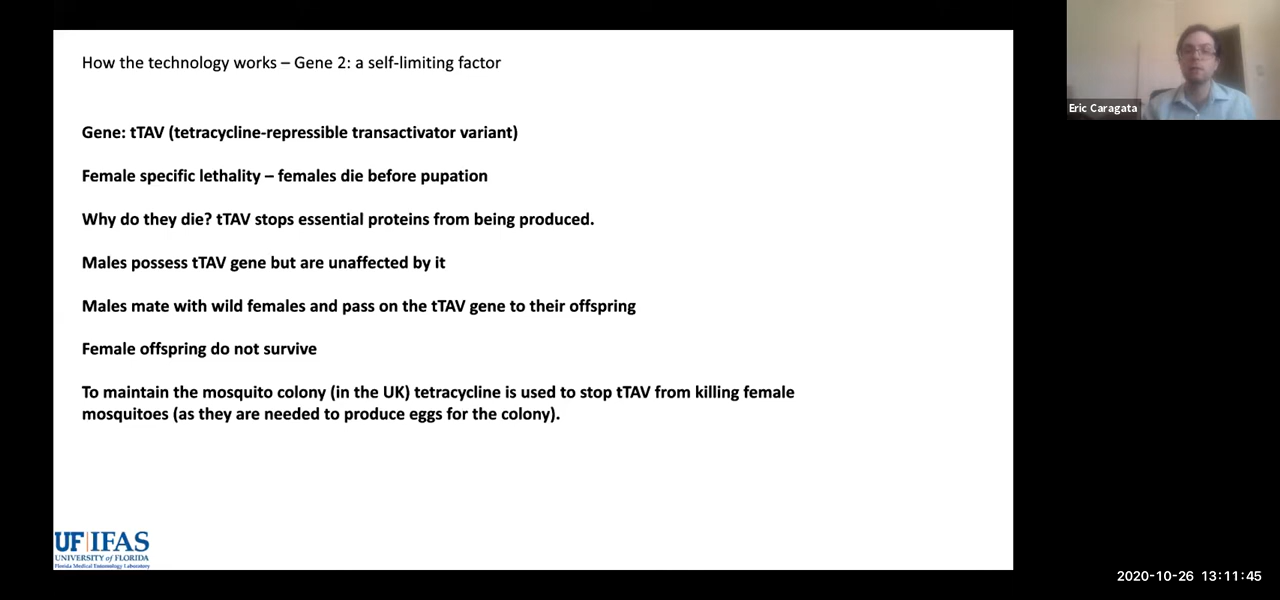 How the technology works – Gene 2: a self-limiting factor
Eric Caragata
Gene: tTAV (tetracycline-repressible transactivator variant)
Female specific lethality – females die before pupation
Why do they die? tTAV stops essential proteins from being produced.
Males possess tTAV gene but are unaffected by it
Males mate with wild females and pass on the tTAV gene to their offspring
Female offspring do not survive
To maintain the mosquito colony (in the UK) tetracycline is used to stop tTAV from killing female
mosquitoes (as they are needed to produce eggs for the colony).
UF|IFAS
UNIVERSITY of FLORIDA
Florida Medical Entomology Laboratory
2020-10-26 13:11:45